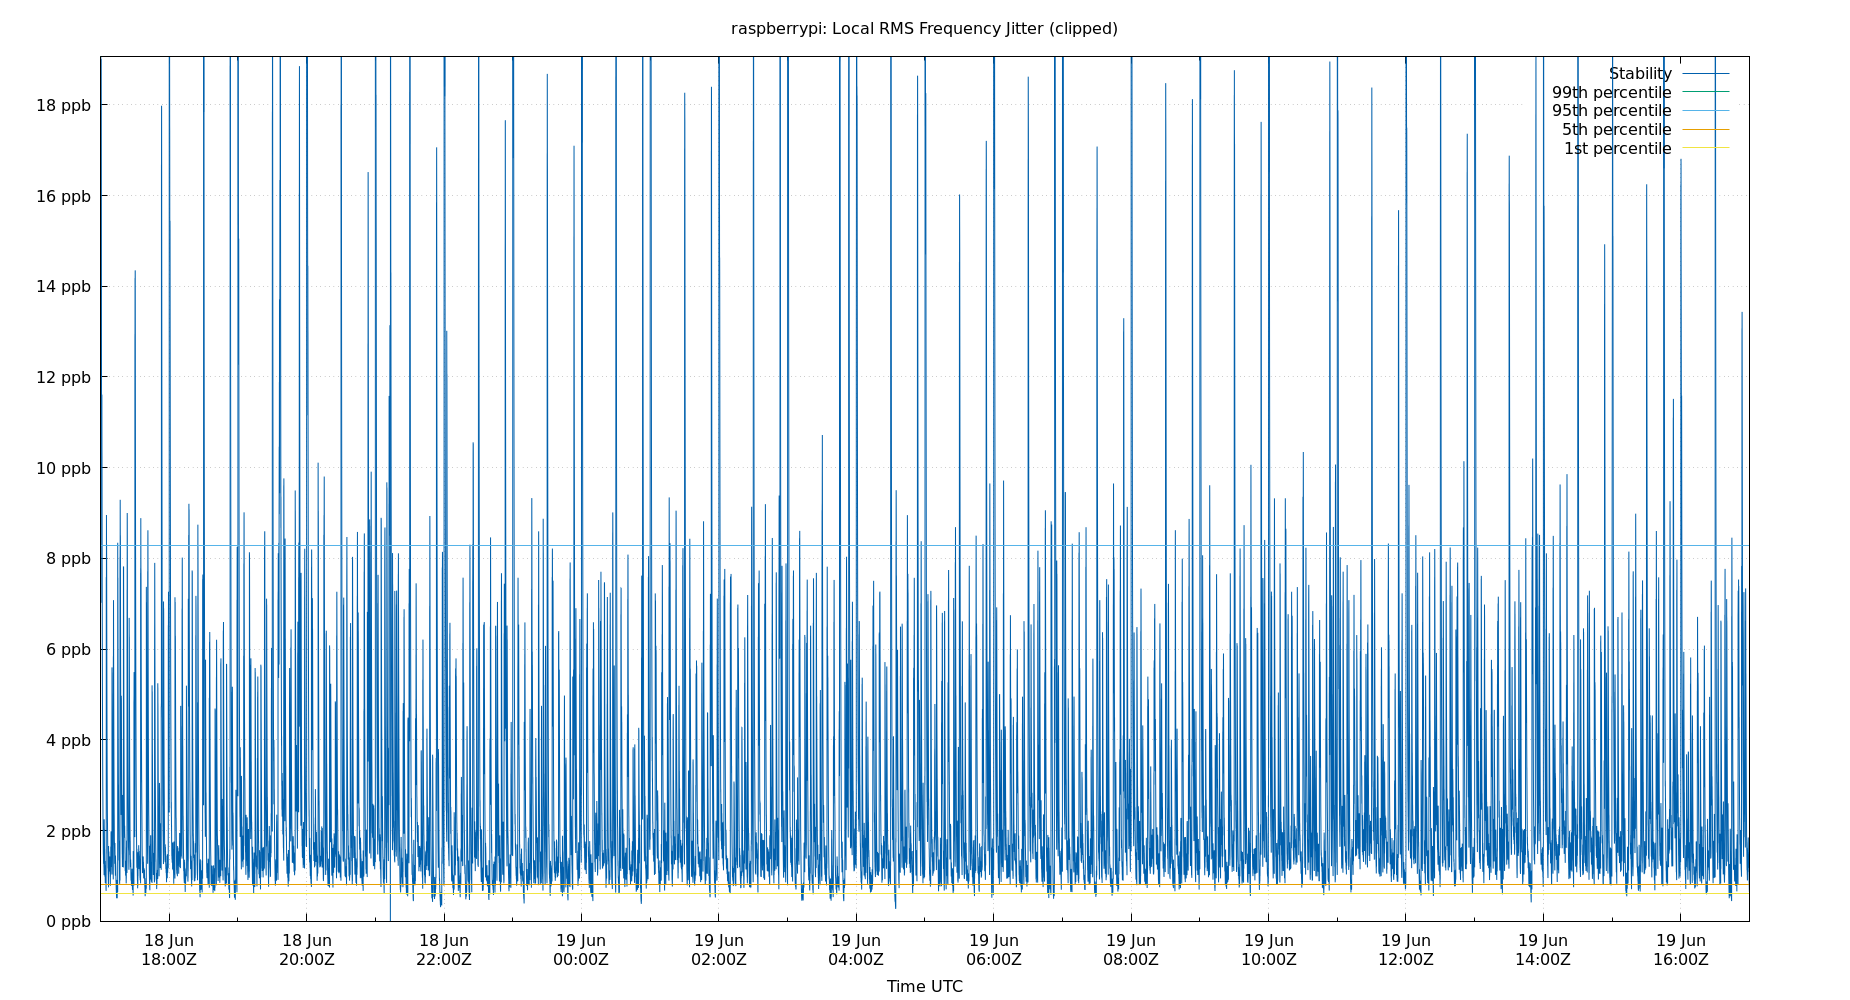 raspberrypi: Local RMS Frequency Jitter (clipped)
Stability
99th percentile
95th percentile
5th percentile
1st percentile
18 ppb
16 ppb
14 ppb
12 ppb
10 ppb
8 ppb
6 ppb
4 ppb
2 ppb
0 ppb
18 Jun 18 Jun 18 Jun 19 Jun 19 Jun 19 Jun 19 Jun 19 Jun 19 Jun 19 Jun 19 Jun 19 Jun
18:00Z 20:00Z 22:00Z 00:00Z 02:00Z 04:00Z 06:00Z 08:00Z 10:00Z 12:00Z 14:00Z 16:00Z
Time UTC